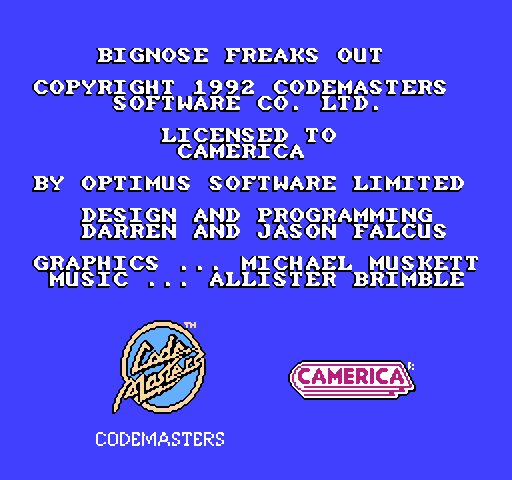 BIGNOSE FREAKS OUT
COPYRIGHT 1992 CODEMASTERS
SOFTWARE CO. LTD.
LICENSED TO
CAMERICA
BY OPTIMUS SOFTWARE LIMITED
DESIGN AND PROGRAMMING
DARREN AND JASON FALCUS
GRAPHICS ... MICHAEL MUSKETT
MUSIC ... ALLISTER BRIMBLE
Code Masters TM
CAMERICA
CODEMASTERS